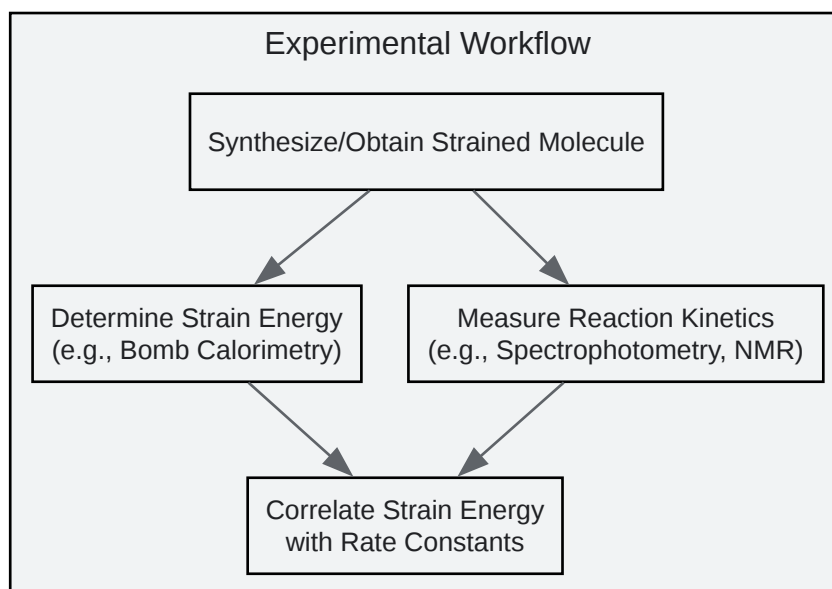 Experimental Workflow
Synthesize/Obtain Strained Molecule
Determine Strain Energy
(e.g., Bomb Calorimetry)
Measure Reaction Kinetics
(e.g., Spectrophotometry, NMR)
Correlate Strain Energy
with Rate Constants